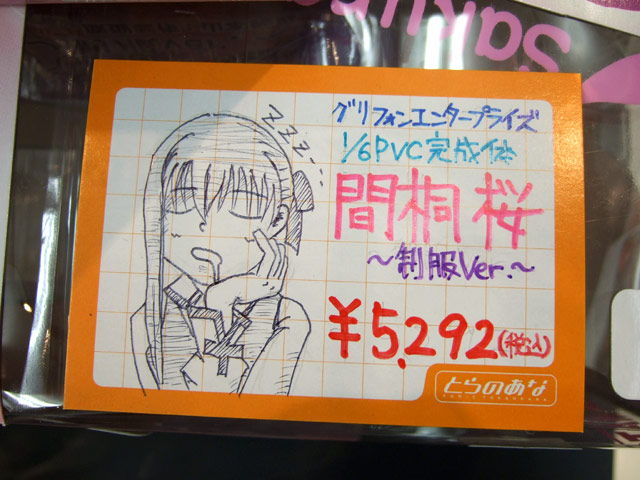 Sakura
zzz...
グリフォンエンタープライズ
1/6PVC完成体
間桐桜
～制服Ver.～
¥5,292(税込)
とらのあな